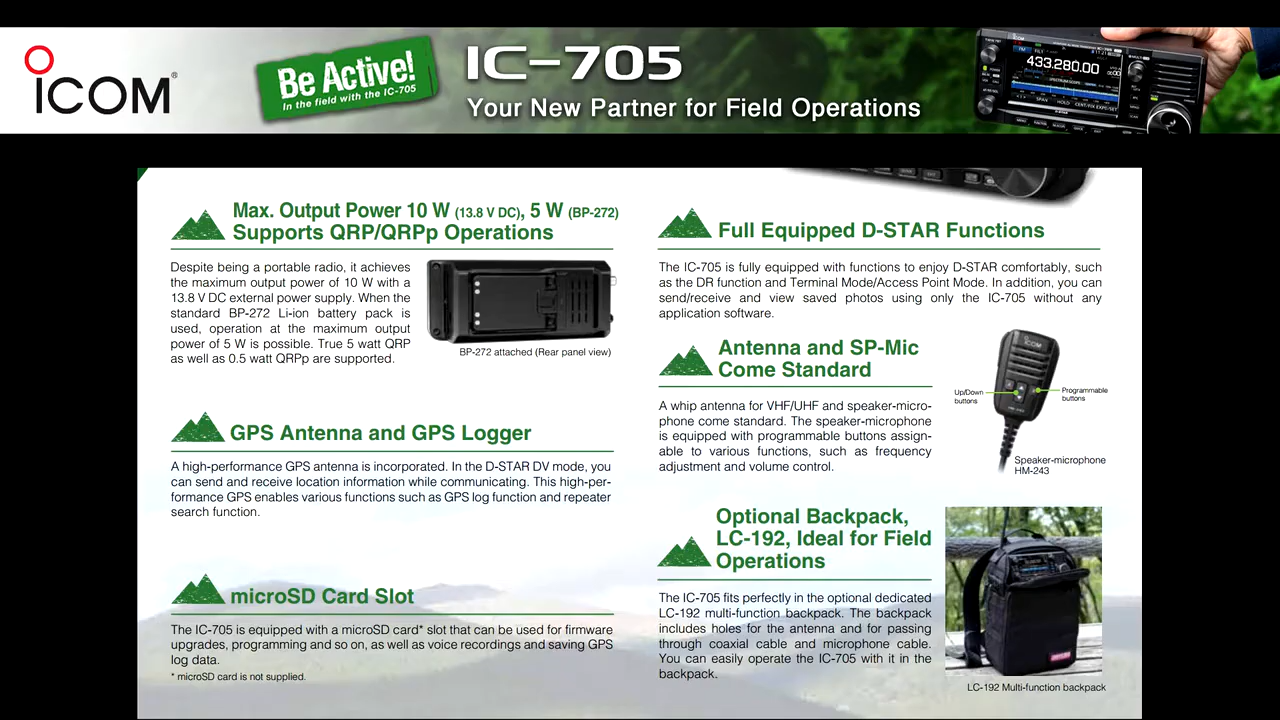 ICOM®
Be Active!
In the field with the IC-705
IC-705
Your New Partner for Field Operations
433.280.00
Max. Output Power 10 W (13.8 V DC), 5 W (BP-272)
Supports QRP/QRPp Operations
Despite being a portable radio, it achieves
the maximum output power of 10 W with a
13.8 V DC external power supply. When the
standard BP-272 Li-ion battery pack is
used, operation at the maximum output
power of 5 W is possible. True 5 watt QRP
as well as 0.5 watt QRPp are supported.
BP-272 attached (Rear panel view)
GPS Antenna and GPS Logger
A high-performance GPS antenna is incorporated. In the D-STAR DV mode, you
can send and receive location information while communicating. This high-per-
formance GPS enables various functions such as GPS log function and repeater
search function.
microSD Card Slot
The IC-705 is equipped with a microSD card* slot that can be used for firmware
upgrades, programming and so on, as well as voice recordings and saving GPS
log data.
* microSD card is not supplied.
Full Equipped D-STAR Functions
The IC-705 is fully equipped with functions to enjoy D-STAR comfortably, such
as the DR function and Terminal Mode/Access Point Mode. In addition, you can
send/receive and view saved photos using only the IC-705 without any
application software.
Antenna and SP-Mic
Come Standard
A whip antenna for VHF/UHF and speaker-micro-
phone come standard. The speaker-microphone
is equipped with programmable buttons assign-
able to various functions, such as frequency
adjustment and volume control.
ICOM
Up/Down
buttons
Programmable
buttons
Speaker-microphone
HM-243
Optional Backpack,
LC-192, Ideal for Field
Operations
The IC-705 fits perfectly in the optional dedicated
LC-192 multi-function backpack. The backpack
includes holes for the antenna and for passing
through coaxial cable and microphone cable.
You can easily operate the IC-705 with it in the
backpack.
LC-192 Multi-function backpack